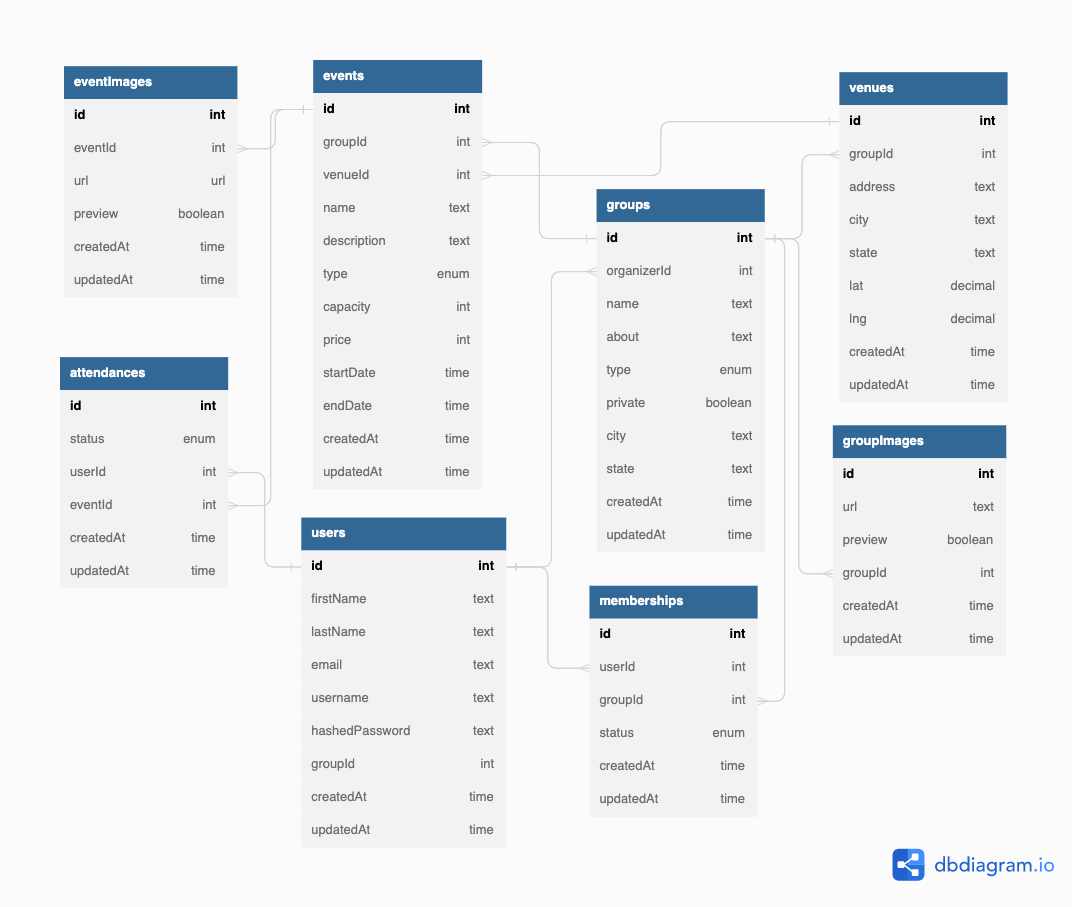 eventImages
id int
eventId int
url url
preview boolean
createdAt time
updatedAt time
events
id int
groupId int
venueId int
name text
description text
type enum
capacity int
price int
startDate time
endDate time
createdAt time
updatedAt time
venues
id int
groupId int
address text
city text
state text
lat decimal
lng decimal
createdAt time
updatedAt time
groups
id int
organizerId int
name text
about text
type enum
private boolean
city text
state text
createdAt time
updatedAt time
attendances
id int
status enum
userId int
eventId int
createdAt time
updatedAt time
groupImages
id int
url text
preview boolean
groupId int
createdAt time
updatedAt time
users
id int
firstName text
lastName text
email text
username text
hashedPassword text
groupId int
createdAt time
updatedAt time
memberships
id int
userId int
groupId int
status enum
createdAt time
updatedAt time
dbdiagram.io